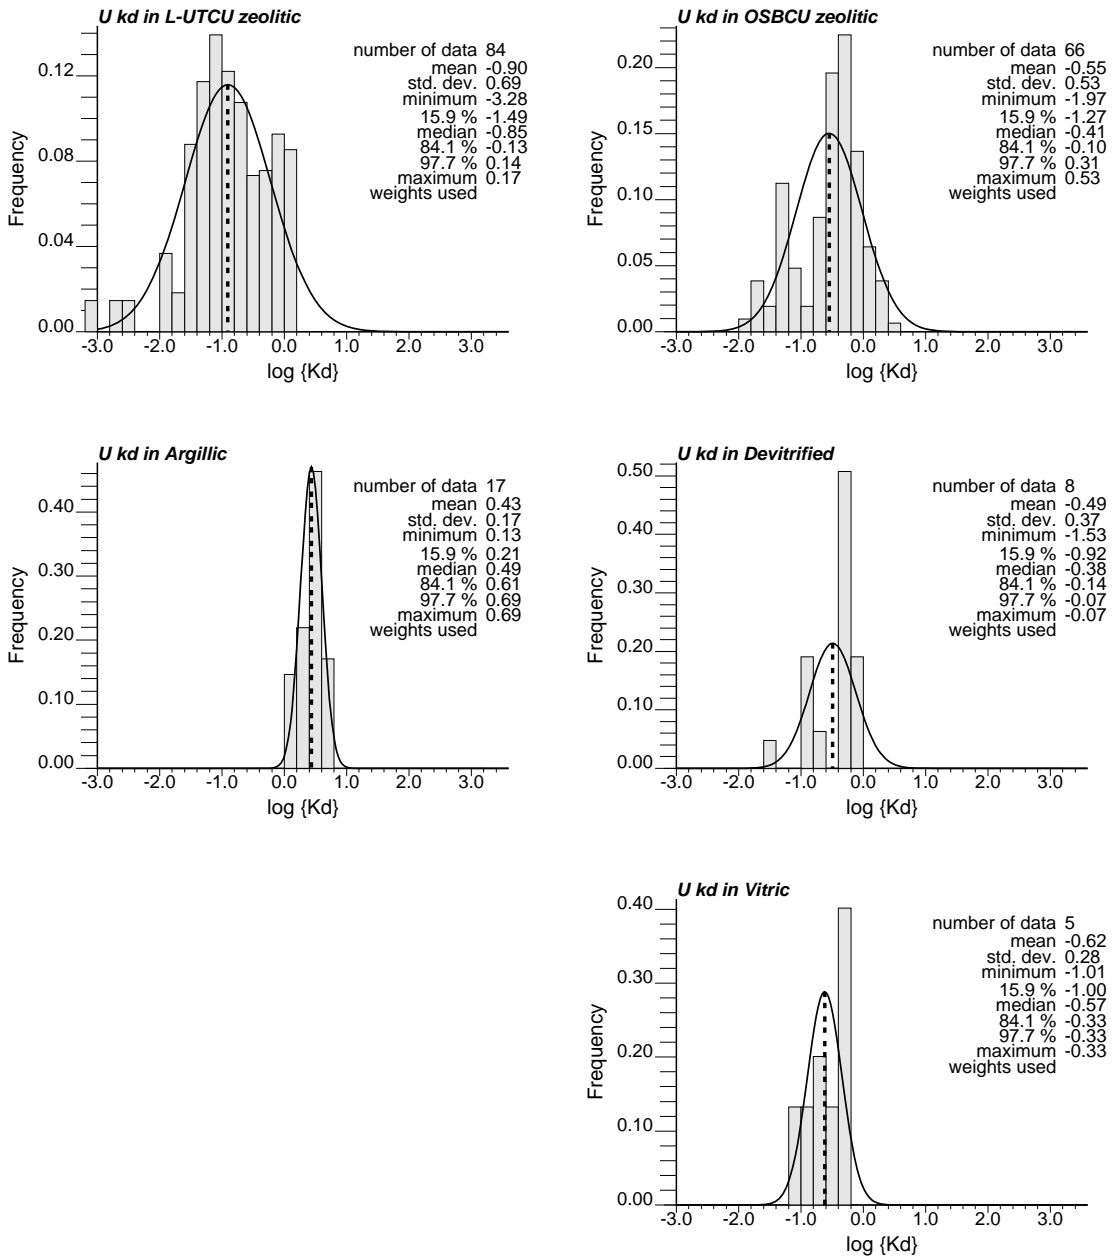 U kd in L-UTCU zeolitic
number of data 84
mean -0.90
std. dev. 0.69
minimum -3.28
15.9 % -1.49
median -0.85
84.1 % -0.13
97.7 % 0.14
maximum 0.17
weights used
Frequency
0.12
0.08
0.04
0.00
-3.0 -2.0 -1.0 0.0 1.0 2.0 3.0
log {Kd}
U kd in OSBCU zeolitic
number of data 66
mean -0.55
std. dev. 0.53
minimum -1.97
15.9 % -1.27
median -0.41
84.1 % -0.10
97.7 % 0.31
maximum 0.53
weights used
Frequency
0.20
0.15
0.10
0.05
0.00
-3.0 -2.0 -1.0 0.0 1.0 2.0 3.0
log {Kd}
U kd in Argillic
number of data 17
mean 0.43
std. dev. 0.17
minimum 0.13
15.9 % 0.21
median 0.49
84.1 % 0.61
97.7 % 0.69
maximum 0.69
weights used
Frequency
0.40
0.30
0.20
0.10
0.00
-3.0 -2.0 -1.0 0.0 1.0 2.0 3.0
log {Kd}
U kd in Devitrified
number of data 8
mean -0.49
std. dev. 0.37
minimum -1.53
15.9 % -0.92
median -0.38
84.1 % -0.14
97.7 % -0.07
maximum -0.07
weights used
Frequency
0.50
0.40
0.30
0.20
0.10
0.00
-3.0 -2.0 -1.0 0.0 1.0 2.0 3.0
log {Kd}
U kd in Vitric
number of data 5
mean -0.62
std. dev. 0.28
minimum -1.01
15.9 % -1.00
median -0.57
84.1 % -0.33
97.7 % -0.33
maximum -0.33
weights used
Frequency
0.40
0.30
0.20
0.10
0.00
-3.0 -2.0 -1.0 0.0 1.0 2.0 3.0
log {Kd}